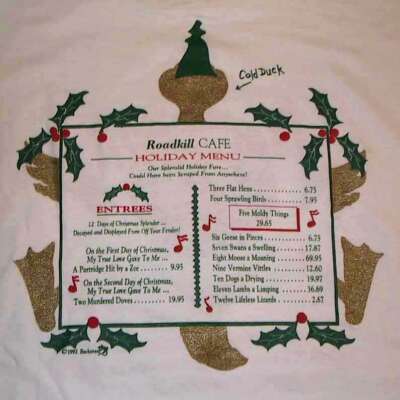 Cold Duck
Roadkill CAFE
HOLIDAY MENU
Our Splendid Holiday Fare...
Could Have been Scraped From Anywhere!
ENTREES
12 Days of Christmas Splendor ...
Decayed and Displayed From Off Your Fender!
On the First Day of Christmas,
My True Love Gave To Me ...
A Partridge Hit by a Zee ..... 9.95
On the Second Day of Christmas,
My True Love Gave To Me ...
Two Murdered Doves ........ 19.95
Three Flat Hens ............... 6.75
Four Sprawling Birds ........ 7.95
Five Moldy Things
29.65
Six Geese in Pieces .......... 6.75
Seven Swans a Swelling ..... 17.87
Eight Moose a Moaning ..... 69.95
Nine Vermins Vittles ......... 12.60
Ten Dogs a Drying ........... 19.97
Eleven Lambs a Limping ..... 36.69
Twelve Lifeless Lizards ....... 2.67
© 1992